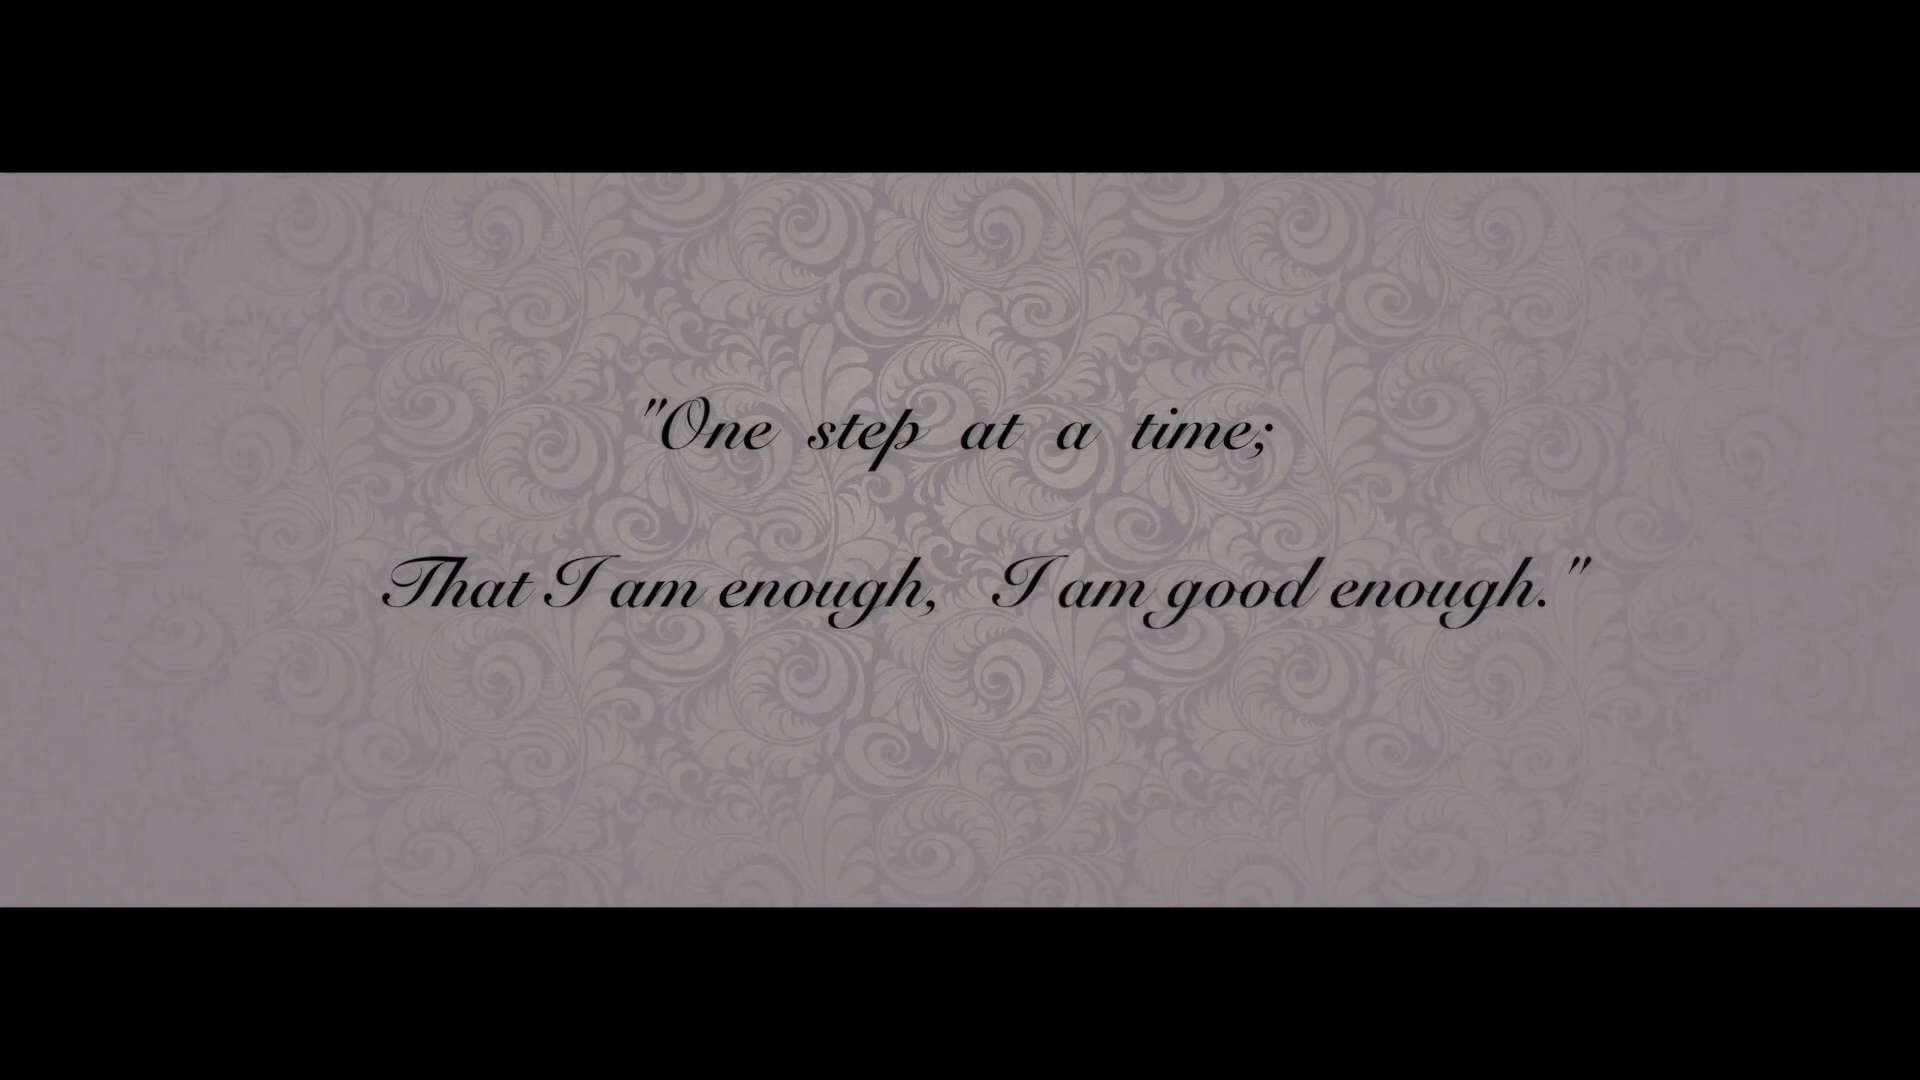 "One step at a time;
That I am enough, I am good enough."